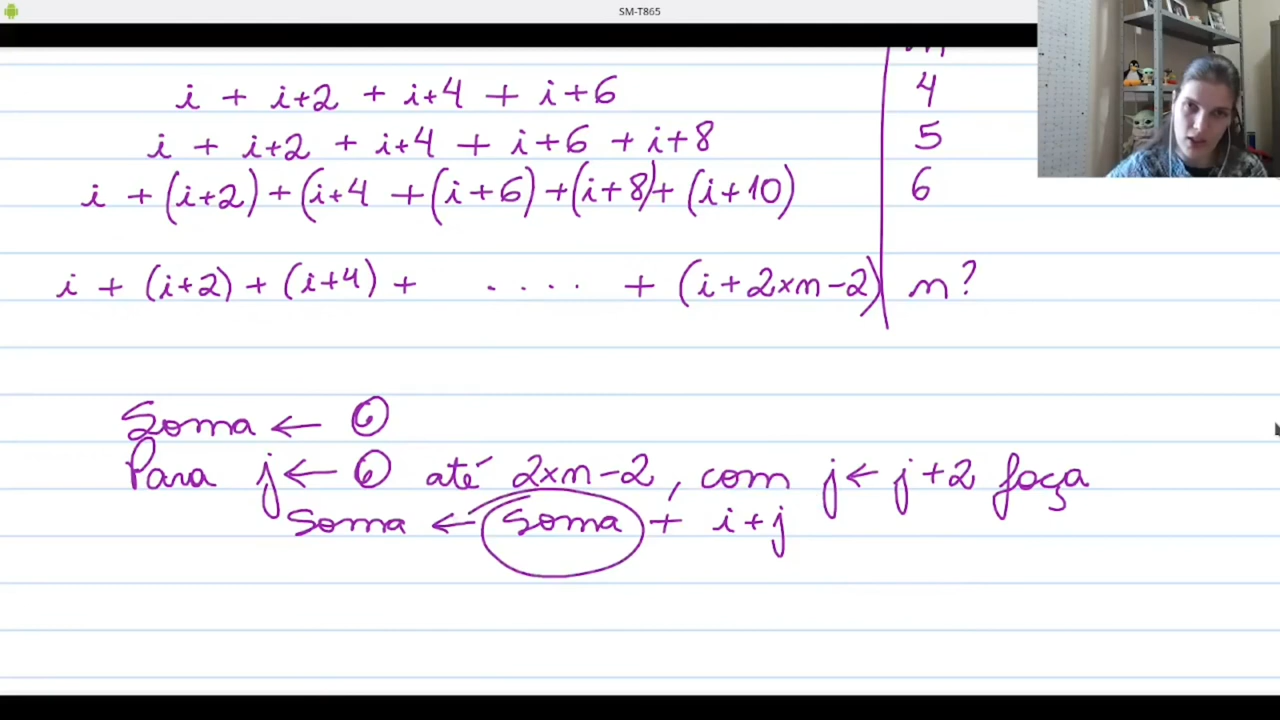 SM-T865
i + i+2 + i+4 + i+6 4
i + i+2 + i+4 + i+6 + i+8 5
i + (i+2) + (i+4 + (i+6) + (i+8) + (i+10) 6
i + (i+2) + (i+4) + ..... + (i+2×m-2) m?
Soma ← 0
Para j ← 0 até 2×m-2, com j ← j+2 faça
Soma ← Soma + i+j